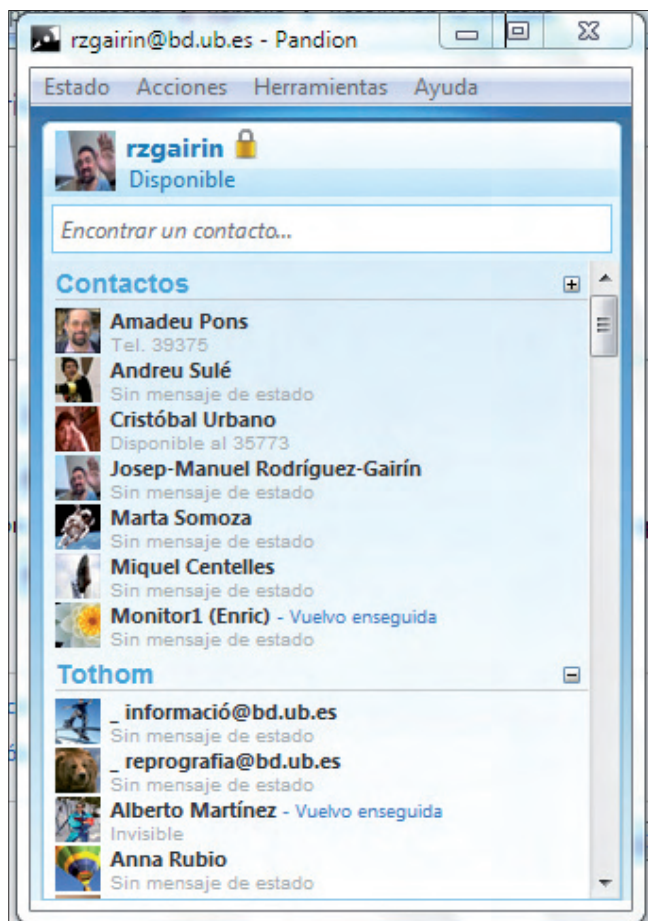 rzgairin@bd.ub.es - Pandion
Estado Acciones Herramientas Ayuda
rzgairin
Disponible
Encontrar un contacto...
Contactos
Amadeu Pons
Tel. 39375
Andreu Sulé
Sin mensaje de estado
Cristóbal Urbano
Disponible al 35773
Josep-Manuel Rodríguez-Gairín
Sin mensaje de estado
Marta Somoza
Sin mensaje de estado
Miquel Centelles
Sin mensaje de estado
Monitor1 (Enric) - Vuelvo enseguida
Sin mensaje de estado
Tothom
_ informació@bd.ub.es
Sin mensaje de estado
_ reprografia@bd.ub.es
Sin mensaje de estado
Alberto Martínez - Vuelvo enseguida
Invisible
Anna Rubio
Sin mensaje de estado